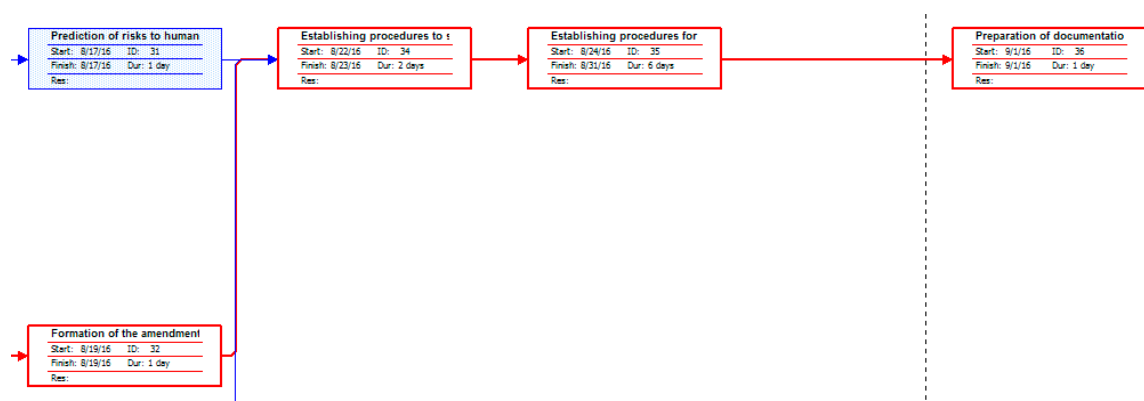 Prediction of risks to human
Start: 8/17/16 ID: 31
Finish: 8/17/16 Dur: 1 day
Res:
Establishing procedures to s
Start: 8/22/16 ID: 34
Finish: 8/23/16 Dur: 2 days
Res:
Establishing procedures for
Start: 8/24/16 ID: 35
Finish: 8/31/16 Dur: 6 days
Res:
Preparation of documentatio
Start: 9/1/16 ID: 36
Finish: 9/1/16 Dur: 1 day
Res:
Formation of the amendment
Start: 8/19/16 ID: 32
Finish: 8/19/16 Dur: 1 day
Res: